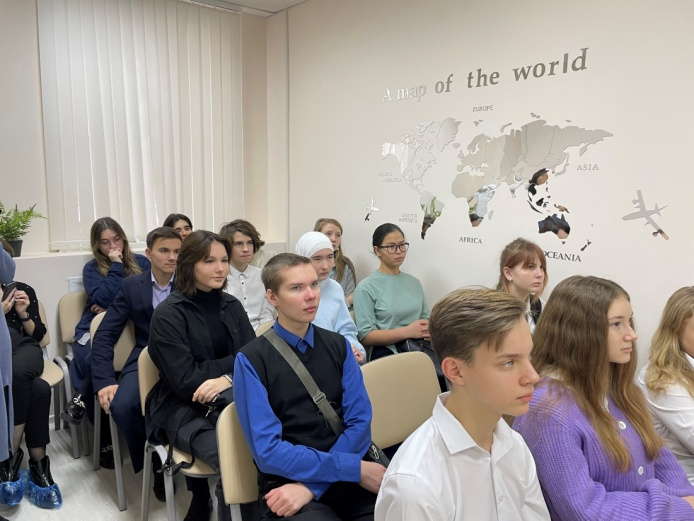 A map of the world
EUROPE
ASIA
AFRICA
OCEANIA